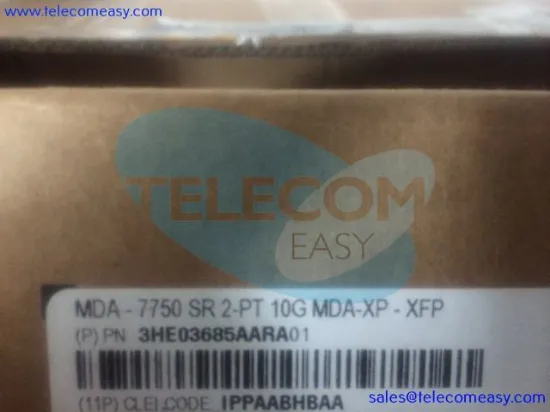 www.telecomeasy.com
TELECOM
EASY
MDA - 7750 SR 2-PT 10G MDA-XP - XFP
(P) PN 3HE03685AARA01
(11P) CLEI CODE IPPAABHBAA
sales@telecomeasy.com